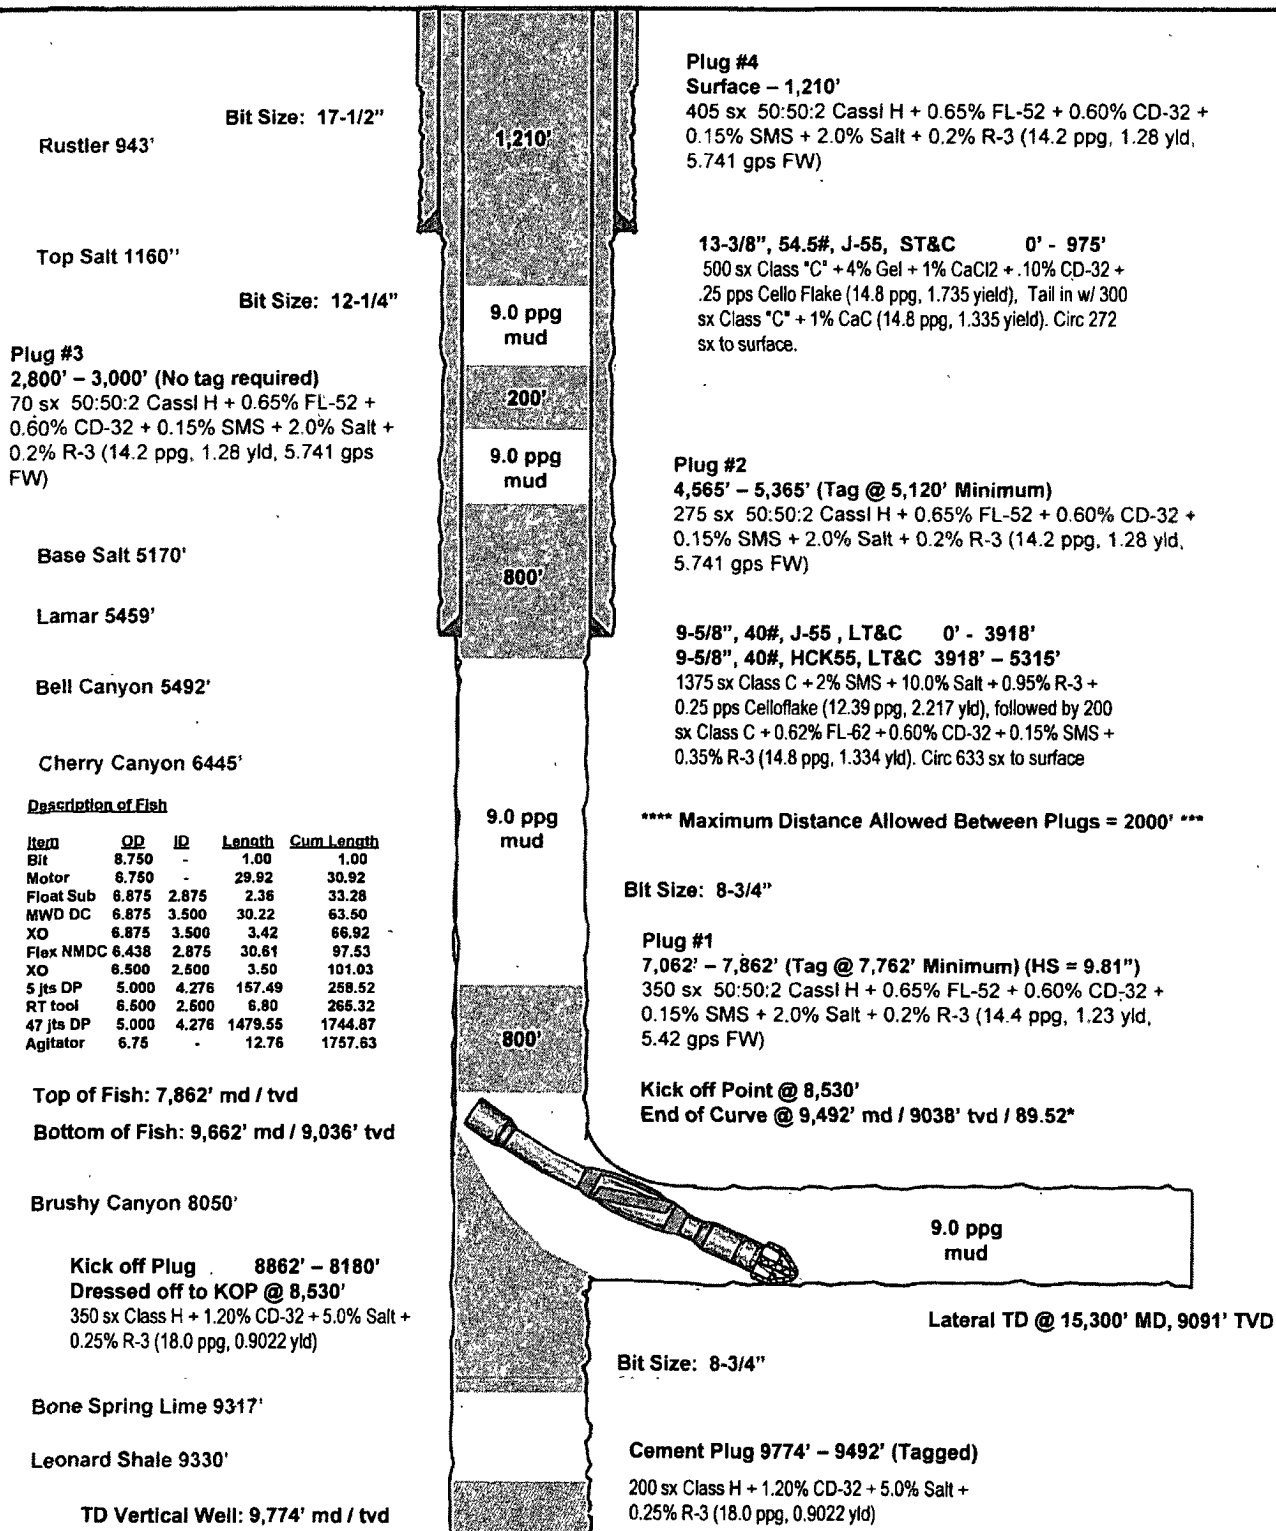 Plug #4
Surface – 1,210'
405 sx 50:50:2 Cassl H + 0.65% FL-52 + 0.60% CD-32 +
0.15% SMS + 2.0% Salt + 0.2% R-3 (14.2 ppg, 1.28 yld,
5.741 gps FW)
Bit Size: 17-1/2"
Rustler 943'
1,210'
13-3/8", 54.5#, J-55, ST&C 0' - 975'
500 sx Class "C" + 4% Gel + 1% CaCl2 + .10% CD-32 +
.25 pps Cello Flake (14.8 ppg, 1.735 yield), Tail in w/ 300
sx Class "C" + 1% CaC (14.8 ppg, 1.335 yield). Circ 272
sx to surface.
Top Salt 1160''
Bit Size: 12-1/4"
9.0 ppg
mud
Plug #3
2,800' – 3,000' (No tag required)
70 sx 50:50:2 Cassl H + 0.65% FL-52 +
0.60% CD-32 + 0.15% SMS + 2.0% Salt +
0.2% R-3 (14.2 ppg, 1.28 yld, 5.741 gps
FW)
200'
9.0 ppg
mud
Plug #2
4,565' – 5,365' (Tag @ 5,120' Minimum)
275 sx 50:50:2 Cassl H + 0.65% FL-52 + 0.60% CD-32 +
0.15% SMS + 2.0% Salt + 0.2% R-3 (14.2 ppg, 1.28 yld,
5.741 gps FW)
Base Salt 5170'
800'
Lamar 5459'
9-5/8", 40#, J-55 , LT&C 0' - 3918'
9-5/8", 40#, HCK55, LT&C 3918' – 5315'
1375 sx Class C + 2% SMS + 10.0% Salt + 0.95% R-3 +
0.25 pps Celloflake (12.39 ppg, 2.217 yld), followed by 200
sx Class C + 0.62% FL-62 + 0.60% CD-32 + 0.15% SMS +
0.35% R-3 (14.8 ppg, 1.334 yld). Circ 633 sx to surface
Bell Canyon 5492'
Cherry Canyon 6445'
Description of Fish
Item OD ID Length Cum Length
Bit 8.750 - 1.00 1.00
Motor 6.750 - 29.92 30.92
Float Sub 6.875 2.875 2.36 33.28
MWD DC 6.875 3.500 30.22 63.50
XO 6.875 3.500 3.42 66.92
Flex NMDC 6.438 2.875 30.61 97.53
XO 6.500 2.500 3.50 101.03
5 jts DP 5.000 4.276 157.49 258.52
RT tool 6.500 2.500 6.80 265.32
47 jts DP 5.000 4.276 1479.55 1744.87
Agitator 6.75 - 12.76 1757.63
9.0 ppg
mud
**** Maximum Distance Allowed Between Plugs = 2000' ***
Bit Size: 8-3/4"
Plug #1
7,062' – 7,862' (Tag @ 7,762' Minimum) (HS = 9.81")
350 sx 50:50:2 Cassl H + 0.65% FL-52 + 0.60% CD-32 +
0.15% SMS + 2.0% Salt + 0.2% R-3 (14.4 ppg, 1.23 yld,
5.42 gps FW)
800'
Top of Fish: 7,862' md / tvd
Bottom of Fish: 9,662' md / 9,036' tvd
Kick off Point @ 8,530'
End of Curve @ 9,492' md / 9038' tvd / 89.52*
Brushy Canyon 8050'
9.0 ppg
mud
Kick off Plug 8862' – 8180'
Dressed off to KOP @ 8,530'
350 sx Class H + 1.20% CD-32 + 5.0% Salt +
0.25% R-3 (18.0 ppg, 0.9022 yld)
Lateral TD @ 15,300' MD, 9091' TVD
Bit Size: 8-3/4"
Bone Spring Lime 9317'
Leonard Shale 9330'
Cement Plug 9774' – 9492' (Tagged)
200 sx Class H + 1.20% CD-32 + 5.0% Salt +
0.25% R-3 (18.0 ppg, 0.9022 yld)
TD Vertical Well: 9,774' md / tvd